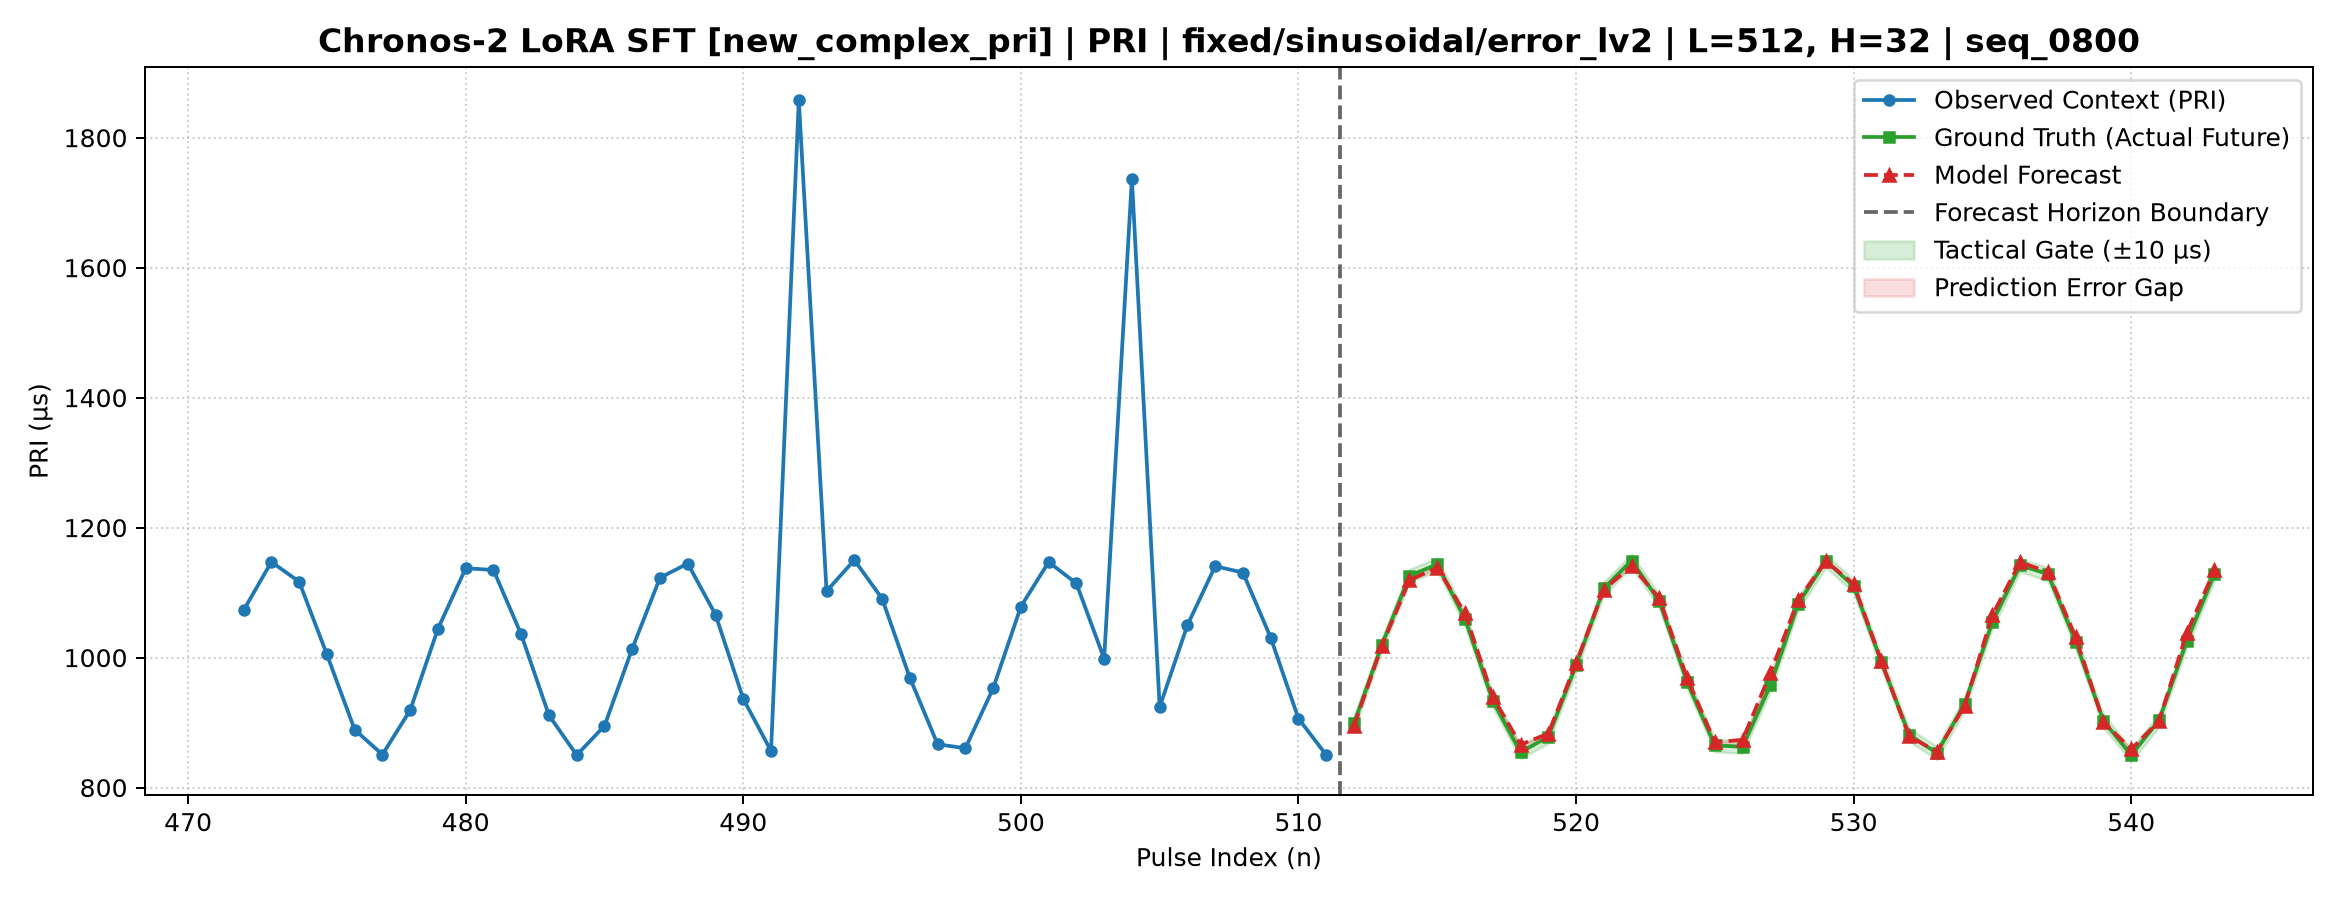 Chronos-2 LoRA SFT [new_complex_pri] | PRI | fixed/sinusoidal/error_lv2 | L=512, H=32 | seq_0800
Observed Context (PRI)
Ground Truth (Actual Future)
Model Forecast
Forecast Horizon Boundary
Tactical Gate (±10 µs)
Prediction Error Gap
PRI (µs)
1800
1600
1400
1200
1000
800
470 480 490 500 510 520 530 540
Pulse Index (n)